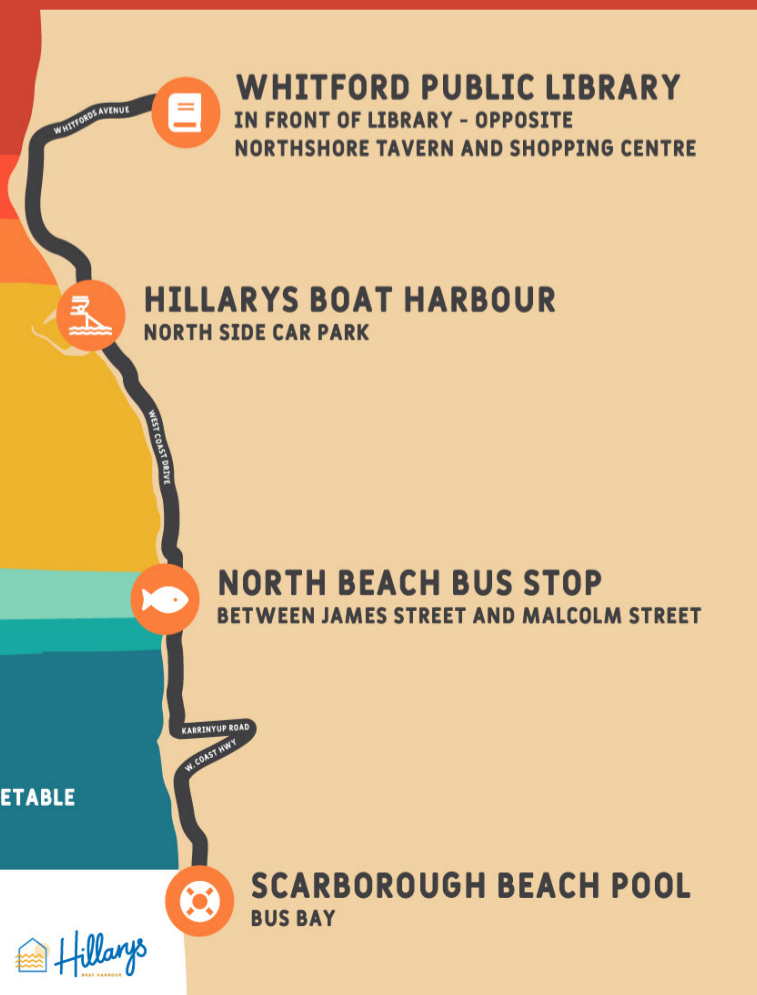 WHITFORD PUBLIC LIBRARY
IN FRONT OF LIBRARY - OPPOSITE
NORTHSHORE TAVERN AND SHOPPING CENTRE
WHITFORDS AVENUE
HILLARYS BOAT HARBOUR
NORTH SIDE CAR PARK
WEST COAST DRIVE
NORTH BEACH BUS STOP
BETWEEN JAMES STREET AND MALCOLM STREET
KARRINYUP ROAD
W. COAST HWY
ETABLE
SCARBOROUGH BEACH POOL
BUS BAY
Hillarys
BOAT HARBOUR